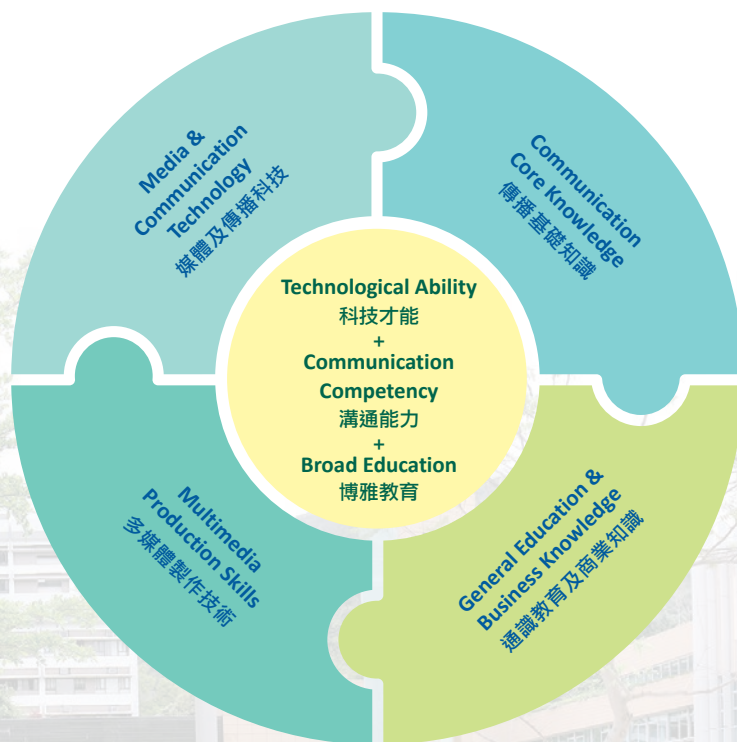 Media &
Communication
Technology
媒體及傳播科技
Communication
Core Knowledge
傳播基礎知識
Technological Ability
科技才能
+
Communication
Competency
溝通能力
+
Broad Education
博雅教育
Multimedia
Production Skills
多媒體製作技術
General Education &
Business Knowledge
通識教育及商業知識